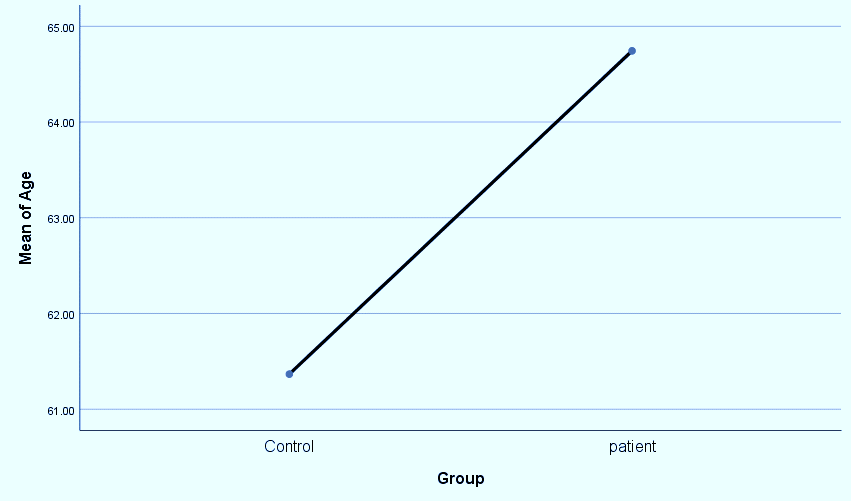 65.00
64.00
63.00
62.00
61.00
Mean of Age
Control
patient
Group